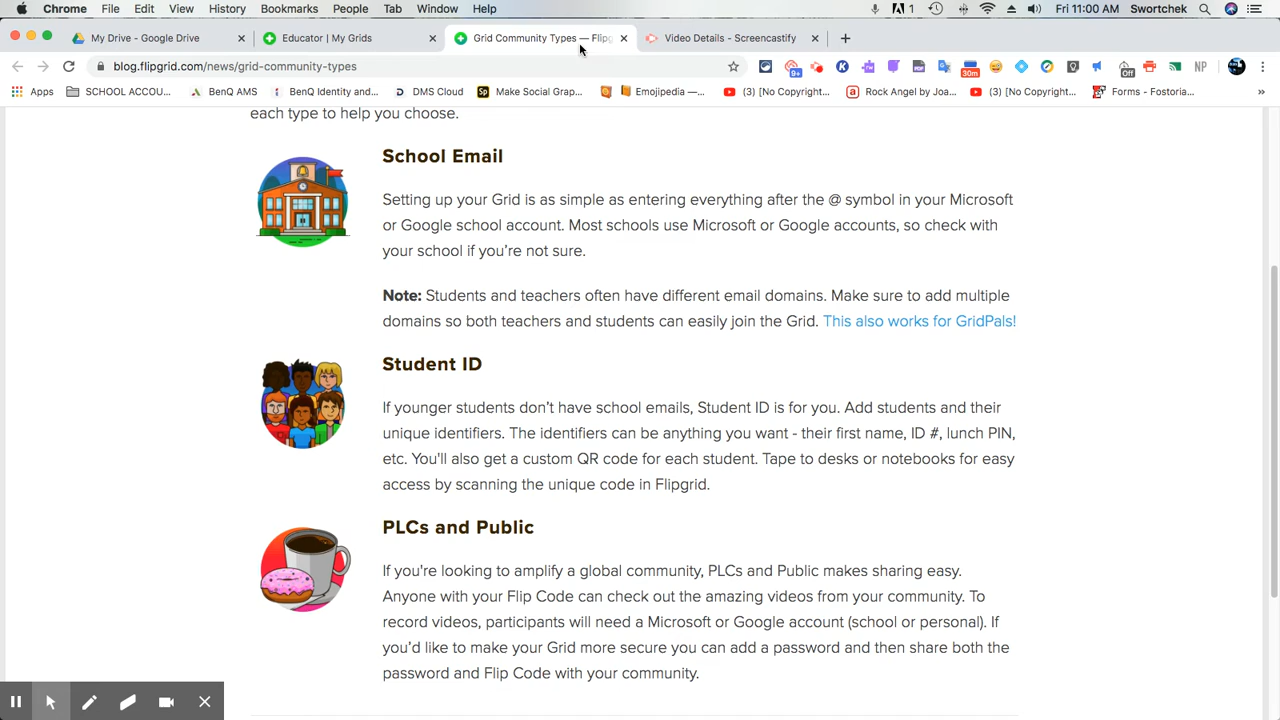 Chrome File Edit View History Bookmarks People Tab Window Help 1 Fri 11:00 AM Swortchek
My Drive - Google Drive Educator | My Grids Grid Community Types — Flipg Video Details - Screencastify
blog.flipgrid.com/news/grid-community-types 9+ 30m Off NP
Apps SCHOOL ACCOU... BenQ AMS BenQ Identity and... DMS Cloud Sp Make Social Grap... Emojipedia —... (3) [No Copyright... Rock Angel by Joa... (3) [No Copyright... Forms - Fostoria... »
each type to help you choose.
School Email
Setting up your Grid is as simple as entering everything after the @ symbol in your Microsoft
or Google school account. Most schools use Microsoft or Google accounts, so check with
your school if you're not sure.
Note: Students and teachers often have different email domains. Make sure to add multiple
domains so both teachers and students can easily join the Grid. This also works for GridPals!
Student ID
If younger students don't have school emails, Student ID is for you. Add students and their
unique identifiers. The identifiers can be anything you want - their first name, ID #, lunch PIN,
etc. You'll also get a custom QR code for each student. Tape to desks or notebooks for easy
access by scanning the unique code in Flipgrid.
PLCs and Public
If you're looking to amplify a global community, PLCs and Public makes sharing easy.
Anyone with your Flip Code can check out the amazing videos from your community. To
record videos, participants will need a Microsoft or Google account (school or personal). If
you'd like to make your Grid more secure you can add a password and then share both the
password and Flip Code with your community.